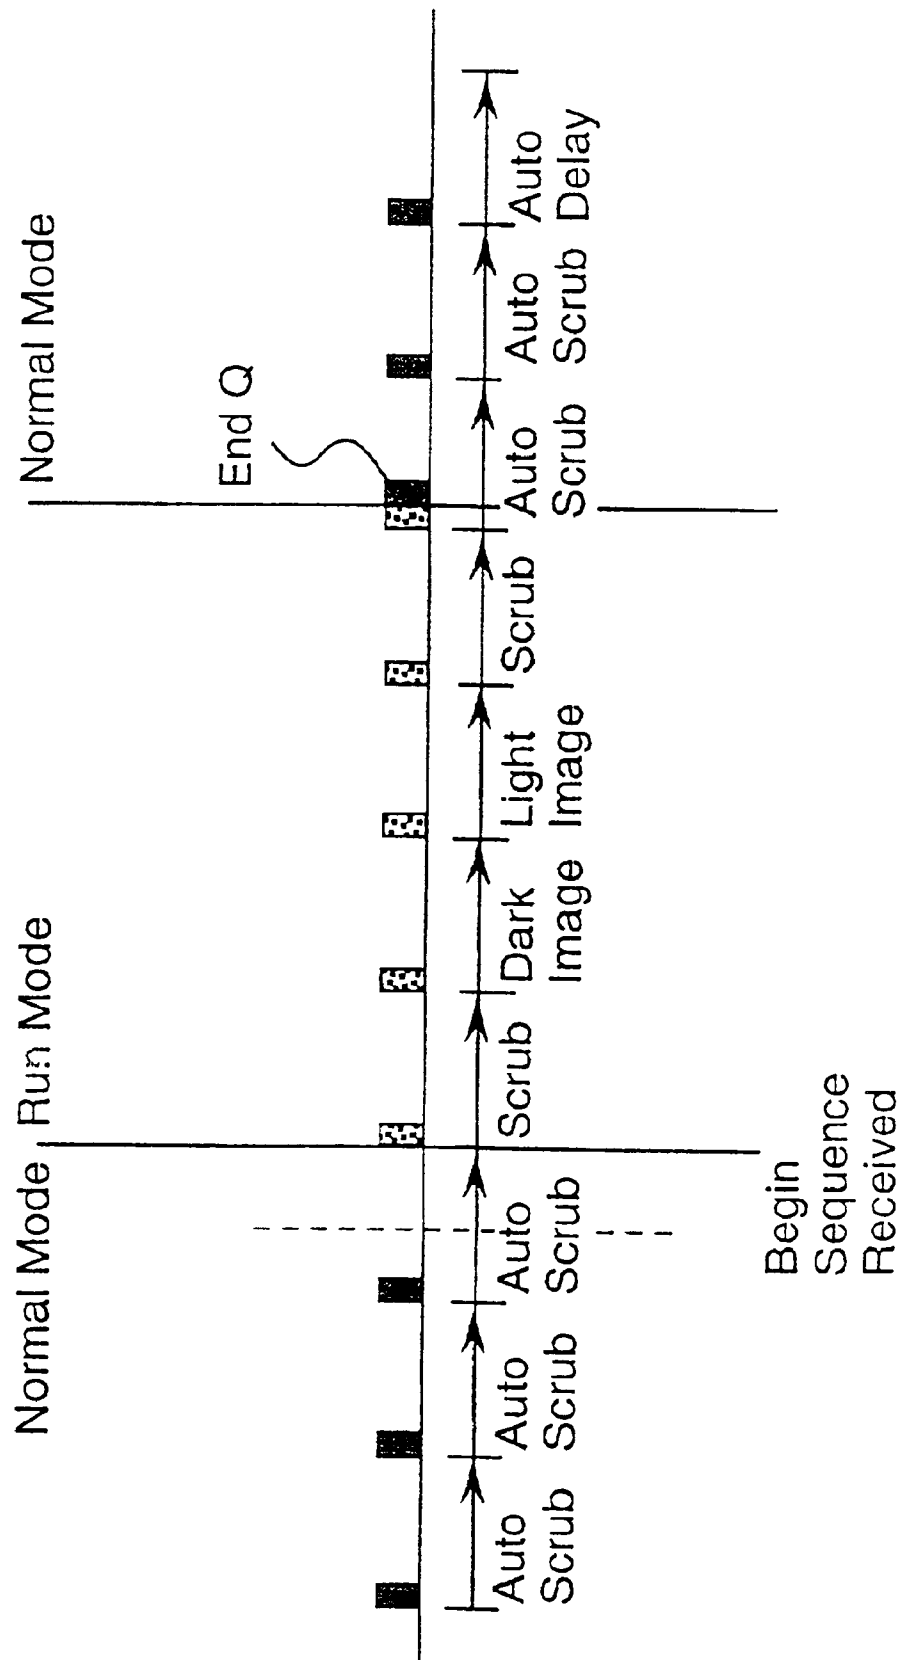 Normal Mode
Run Mode
Normal Mode
End Q
Auto
Scrub
Auto
Scrub
Auto
Scrub
Scrub
Dark
Image
Light
Image
Scrub
Auto
Scrub
Auto
Scrub
Auto
Delay
Begin
Sequence
Received